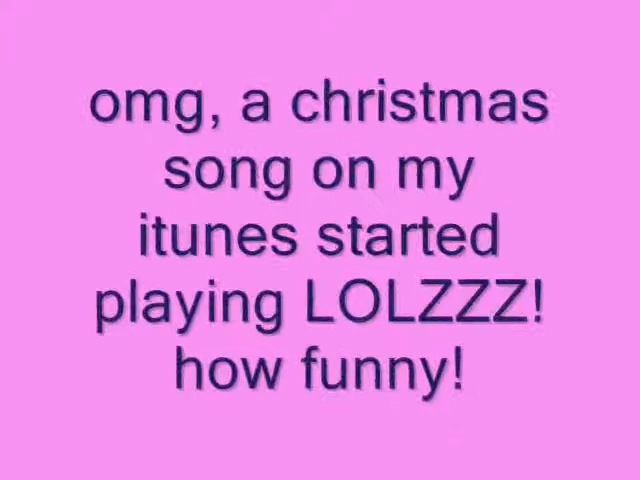 omg, a christmas
song on my
itunes started
playing LOLZZZ!
how funny!